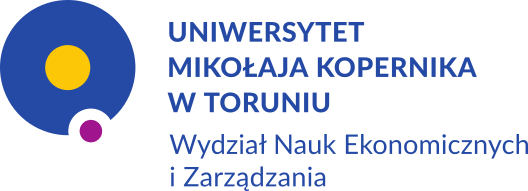 UNIWERSYTET
MIKOŁAJA KOPERNIKA
W TORUNIU
Wydział Nauk Ekonomicznych
i Zarządzania